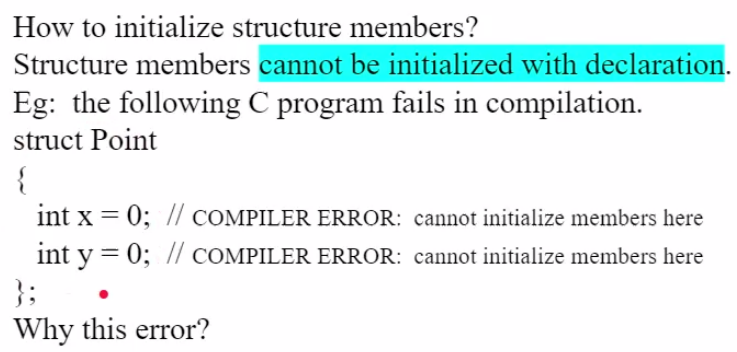 How to initialize structure members?
Structure members cannot be initialized with declaration.
Eg:  the following C program fails in compilation.
struct Point
{
int x = 0;  // COMPILER ERROR:  cannot initialize members here
int y = 0;  // COMPILER ERROR:  cannot initialize members here
};
Why this error?